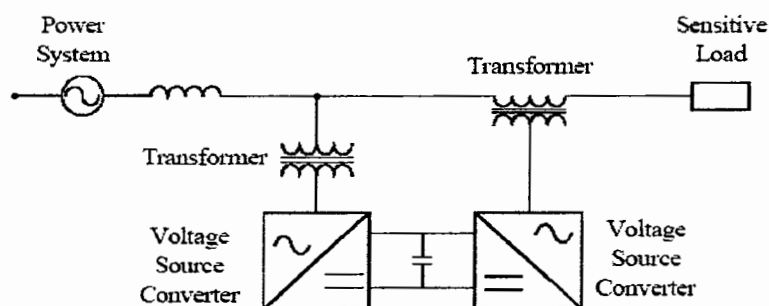 Power
System
Sensitive
Load
Transformer
Transformer
Voltage
Source
Converter
Voltage
Source
Converter